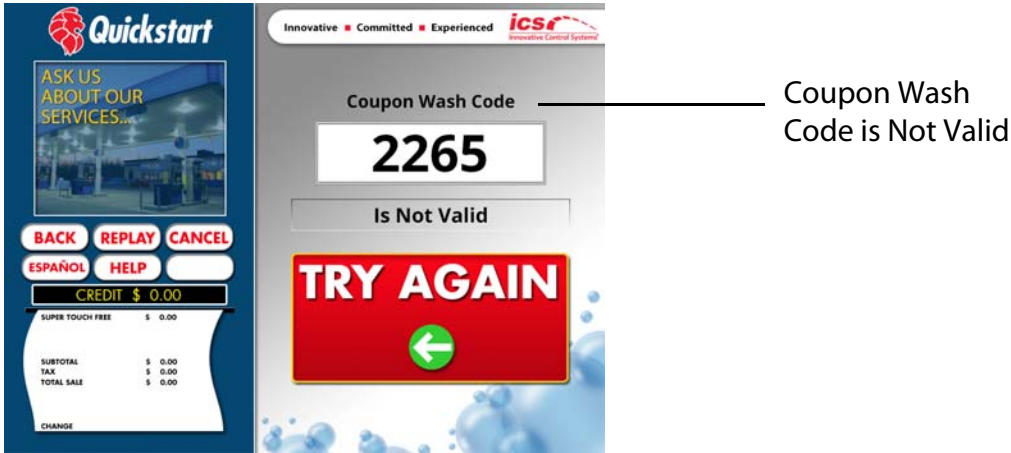 Quickstart
ASK US
ABOUT OUR
SERVICES...
BACK REPLAY CANCEL
ESPAÑOL HELP
CREDIT $ 0.00
SUPER TOUCH FREE $ 0.00
SUBTOTAL $ 0.00
TAX $ 0.00
TOTAL SALE $ 0.00
CHANGE
Innovative ■ Committed ■ Experienced
ics
Innovative Control Systems
Coupon Wash Code
2265
Is Not Valid
TRY AGAIN
Coupon Wash
Code is Not Valid